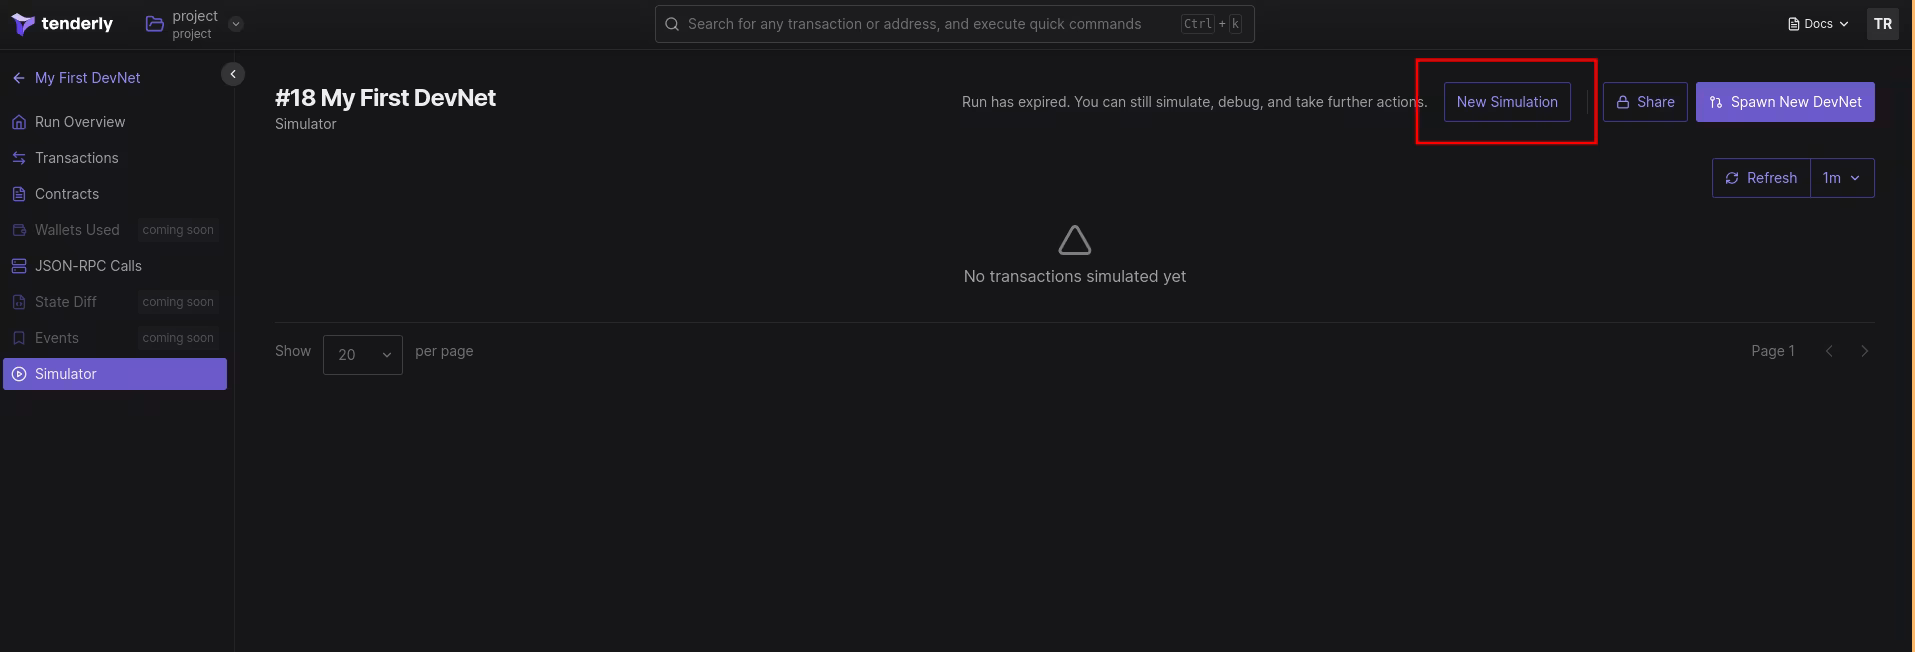 tenderly
project
project
Search for any transaction or address, and execute quick commands
Ctrl + k
Docs
TR
My First DevNet
Run Overview
Transactions
Contracts
Wallets Used coming soon
JSON-RPC Calls
State Diff coming soon
Events coming soon
Simulator
#18 My First DevNet
Simulator
Run has expired. You can still simulate, debug, and take further actions.
New Simulation
Share
Spawn New DevNet
Refresh
1m
No transactions simulated yet
Show 20 per page
Page 1